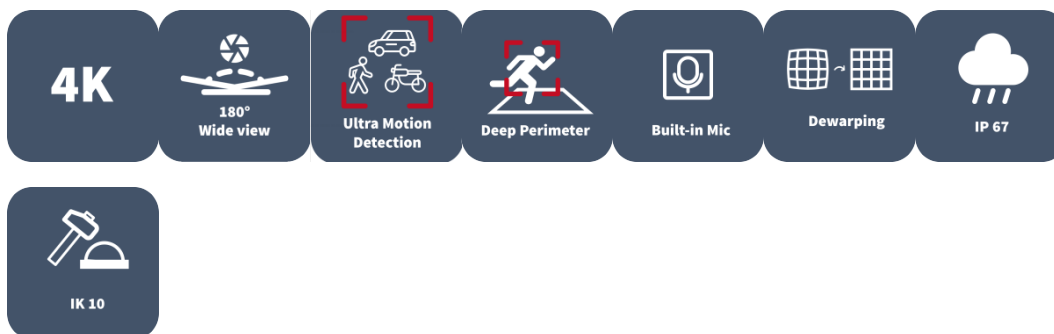 4K
180°
Wide view
Ultra Motion
Detection
Deep Perimeter
Built-in Mic
Dewarping
IP 67
IK 10